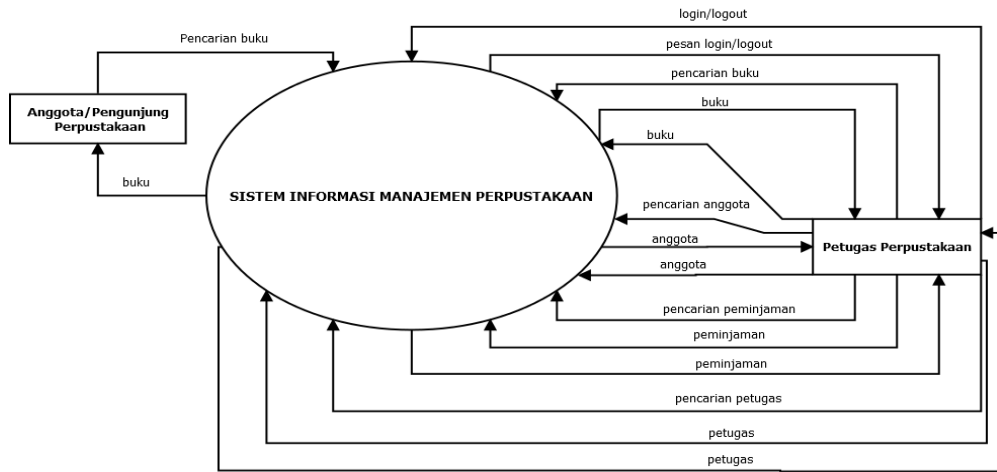 login/logout
Pencarian buku
pesan login/logout
pencarian buku
buku
Anggota/Pengunjung
Perpustakaan
buku
buku
SISTEM INFORMASI MANAJEMEN PERPUSTAKAAN
pencarian anggota
anggota
Petugas Perpustakaan
anggota
pencarian peminjaman
peminjaman
peminjaman
pencarian petugas
petugas
petugas